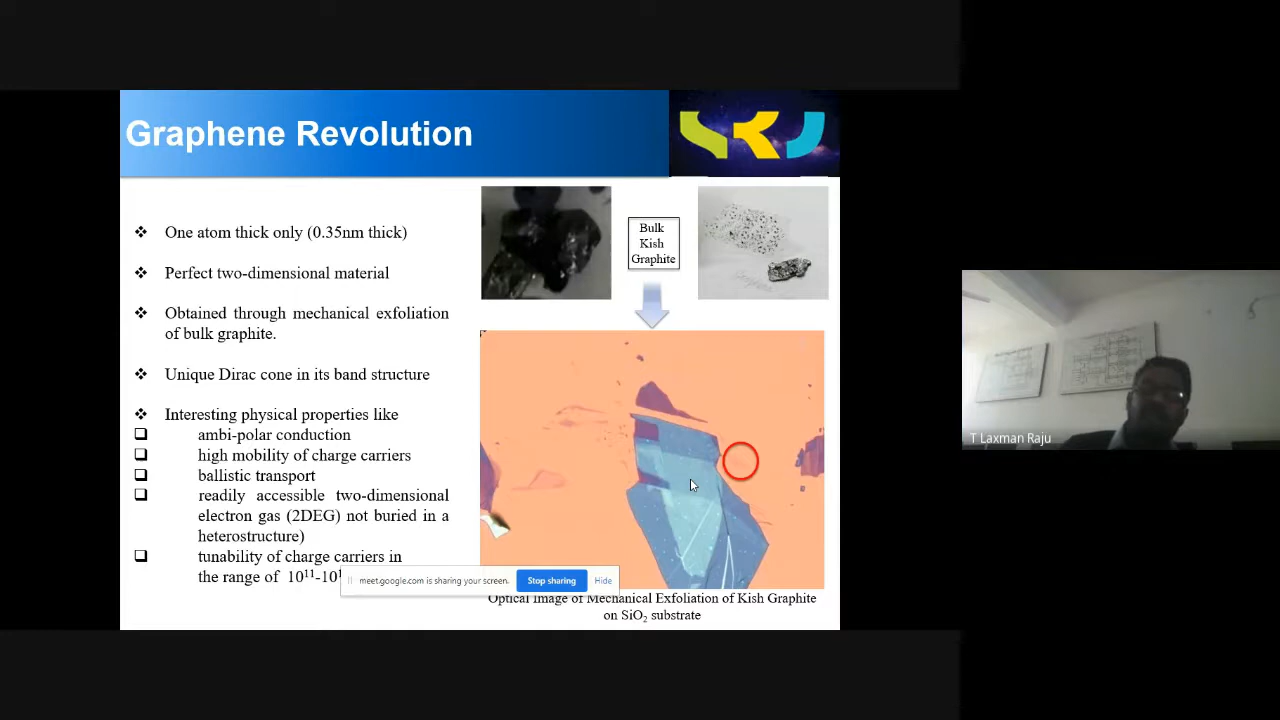 Graphene Revolution
SRJ
One atom thick only (0.35nm thick)
Perfect two-dimensional material
Obtained through mechanical exfoliation
of bulk graphite.
Unique Dirac cone in its band structure
Interesting physical properties like
ambi-polar conduction
high mobility of charge carriers
ballistic transport
readily accessible two-dimensional
electron gas (2DEG) not buried in a
heterostructure)
tunability of charge carriers in
the range of 10¹¹-10
Bulk
Kish
Graphite
meet.google.com is sharing your screen.
Stop sharing
Hide
Optical Image of Mechanical Exfoliation of Kish Graphite
on SiO₂ substrate
T Laxman Raju